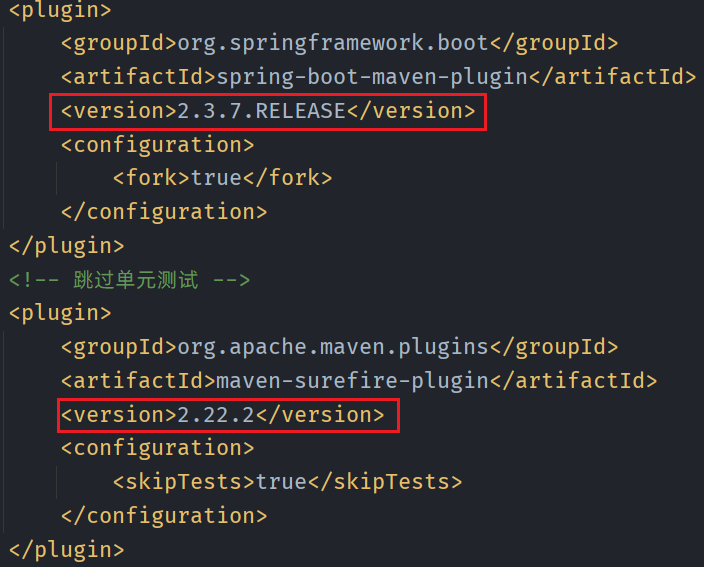 <plugin>
<groupId>org.springframework.boot</groupId>
<artifactId>spring-boot-maven-plugin</artifactId>
<version>2.3.7.RELEASE</version>
<configuration>
<fork>true</fork>
</configuration>
</plugin>
<!-- 跳过单元测试 -->
<plugin>
<groupId>org.apache.maven.plugins</groupId>
<artifactId>maven-surefire-plugin</artifactId>
<version>2.22.2</version>
<configuration>
<skipTests>true</skipTests>
</configuration>
</plugin>